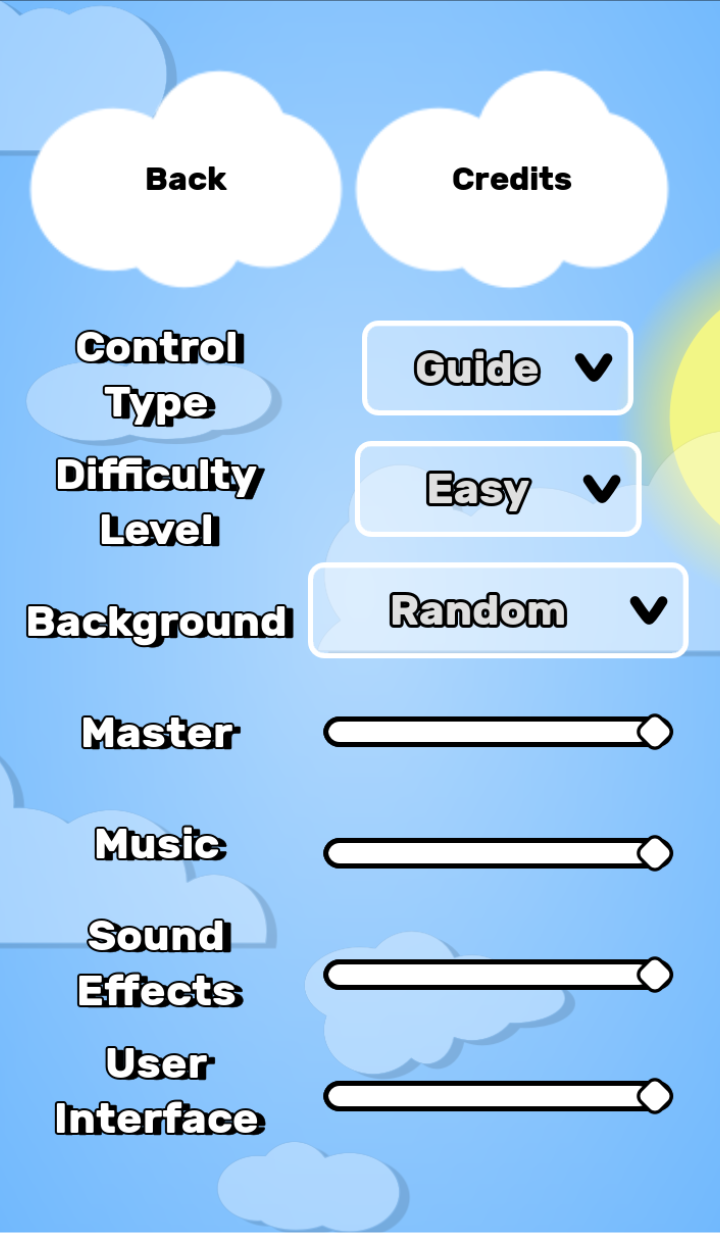 Back
Credits
Control
Type
Guide
Difficulty
Level
Easy
Background
Random
Master
Music
Sound
Effects
User
Interface